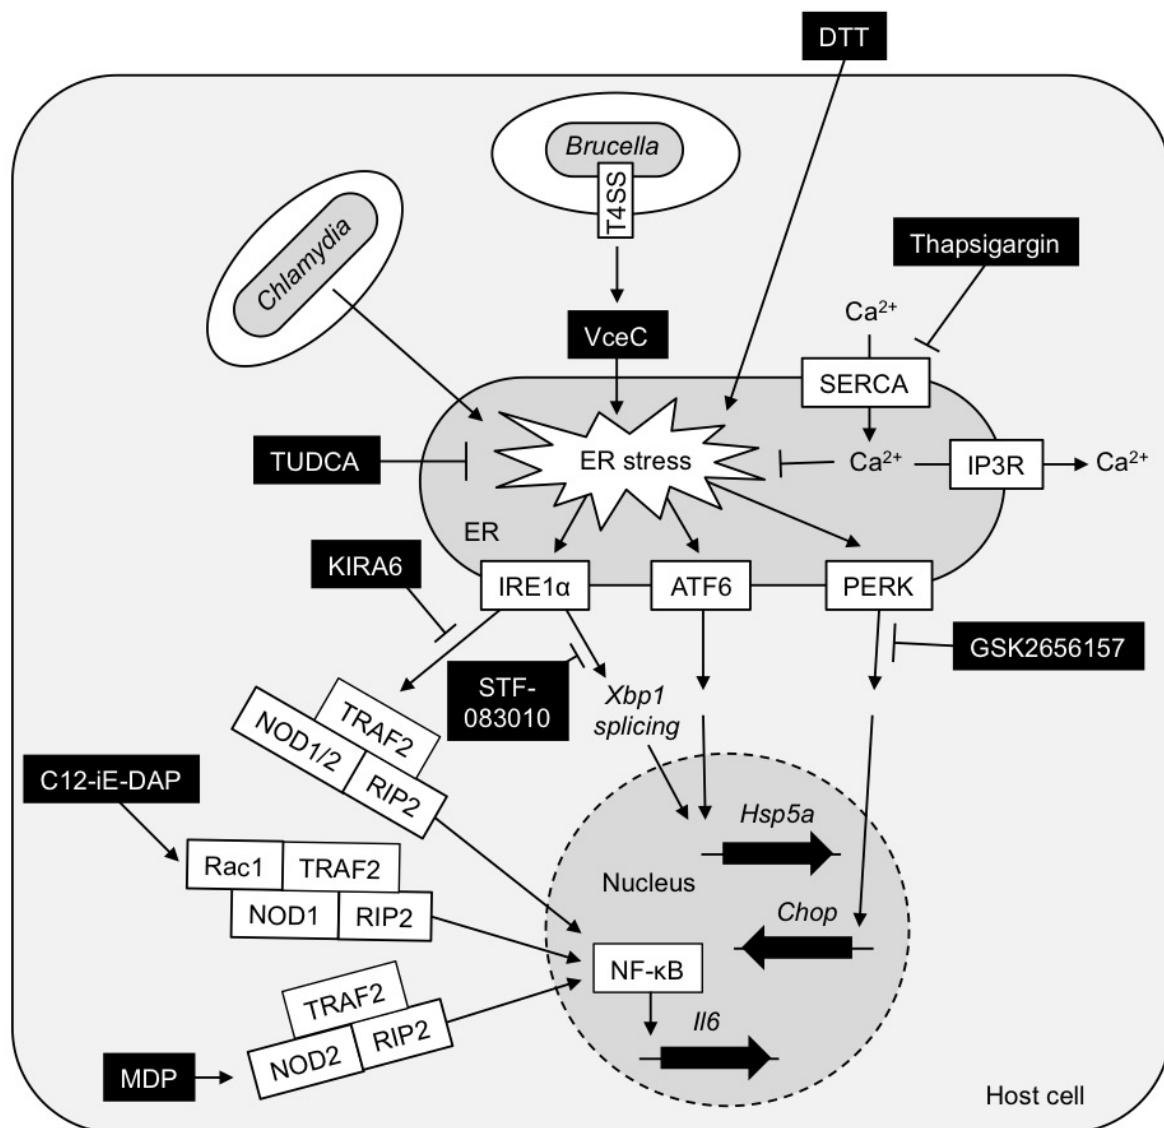 DTT
Brucella
T4SS
Chlamydia
Thapsigargin
Ca²⁺
VceC
SERCA
TUDCA
ER stress
Ca²⁺
IP3R
Ca²⁺
ER
KIRA6
IRE1α
ATF6
PERK
GSK2656157
STF-
083010
Xbp1
splicing
TRAF2
NOD1/2
RIP2
C12-iE-DAP
Rac1
TRAF2
NOD1
RIP2
Hsp5a
Nucleus
Chop
NF-κB
Il6
TRAF2
NOD2
RIP2
MDP
Host cell